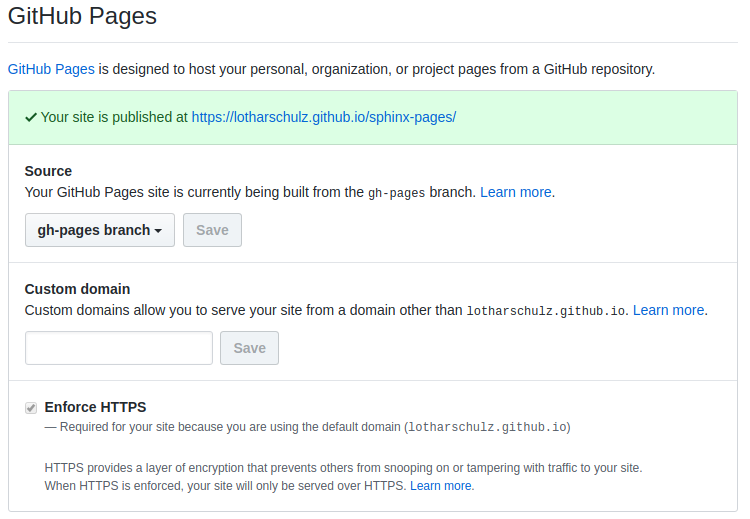 GitHub Pages
GitHub Pages is designed to host your personal, organization, or project pages from a GitHub repository.
Your site is published at https://lotharschulz.github.io/sphinx-pages/
Source
Your GitHub Pages site is currently being built from the gh-pages branch. Learn more.
gh-pages branch Save
Custom domain
Custom domains allow you to serve your site from a domain other than lotharschulz.github.io. Learn more.
Save
Enforce HTTPS
— Required for your site because you are using the default domain (lotharschulz.github.io)
HTTPS provides a layer of encryption that prevents others from snooping on or tampering with traffic to your site.
When HTTPS is enforced, your site will only be served over HTTPS. Learn more.